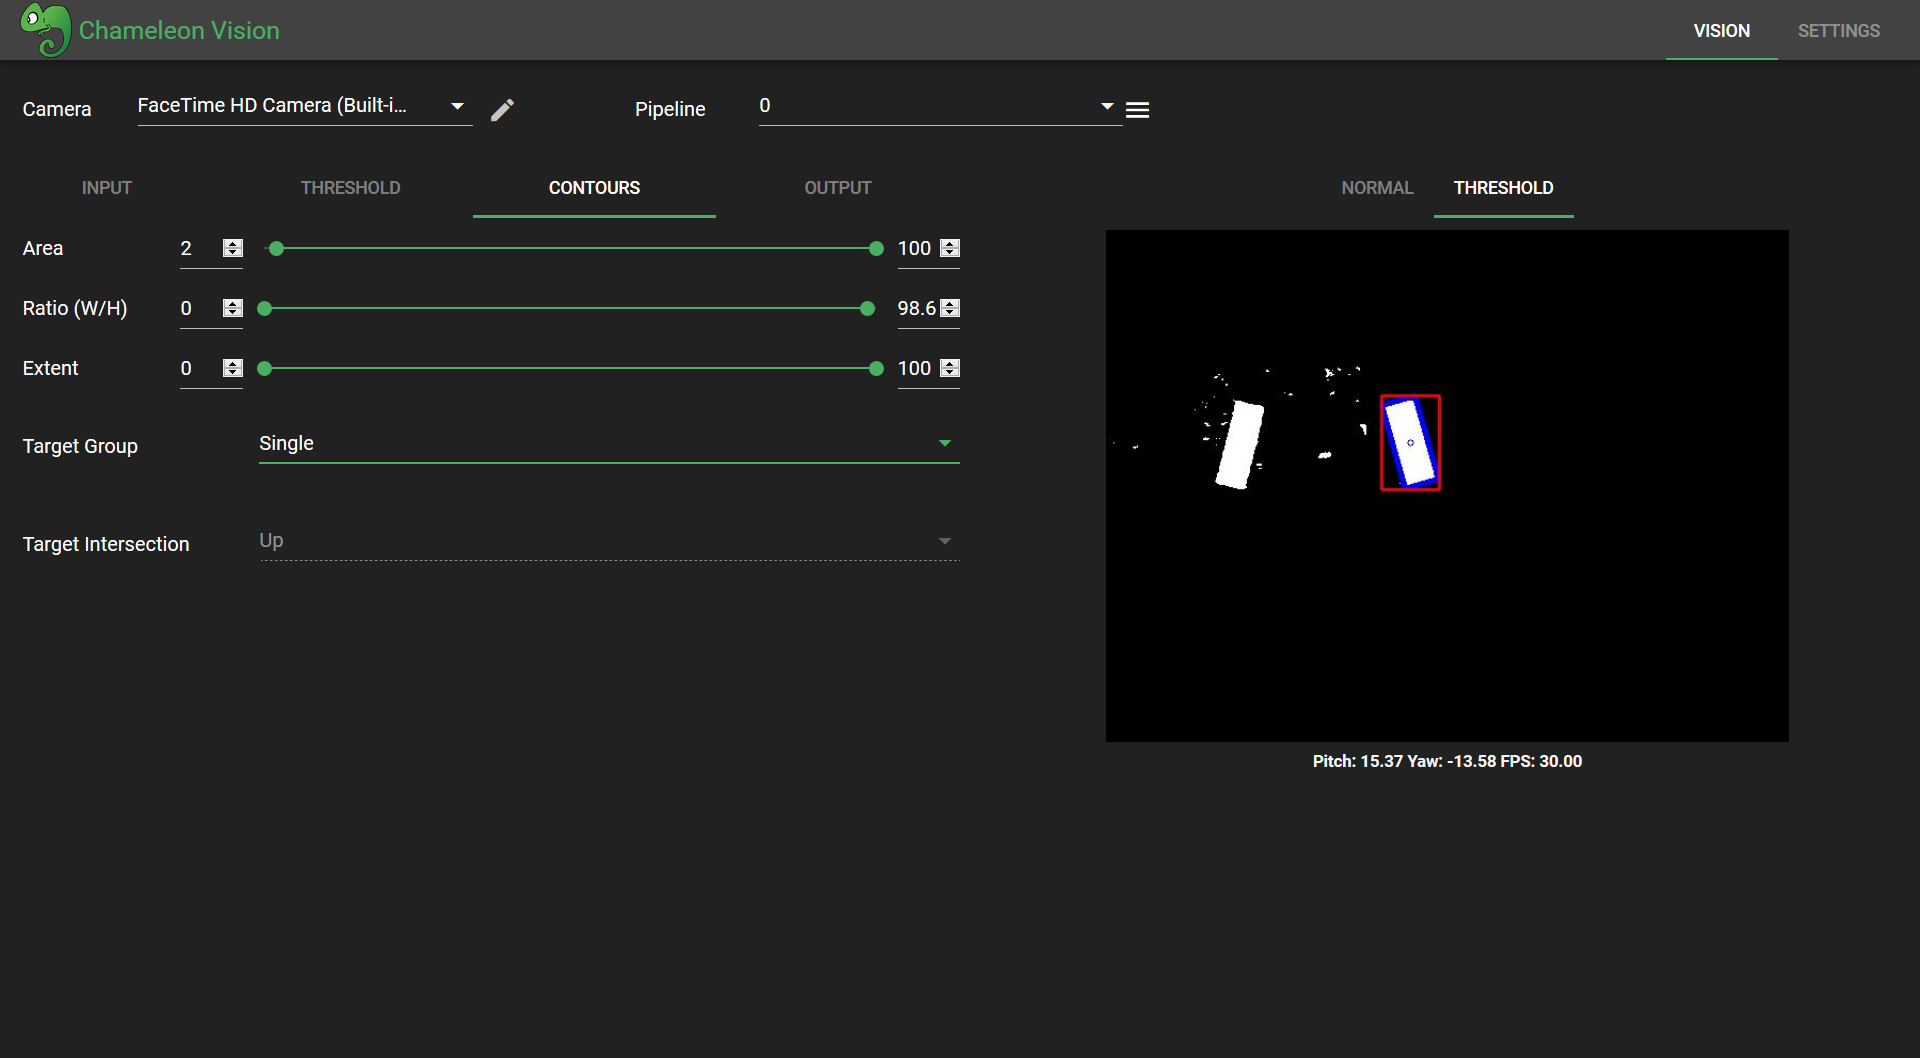 Chameleon Vision
VISION SETTINGS
Camera FaceTime HD Camera (Built-i... Pipeline 0
INPUT THRESHOLD CONTOURS OUTPUT NORMAL THRESHOLD
Area 2 100
Ratio (W/H) 0 98.6
Extent 0 100
Target Group Single
Target Intersection Up
Pitch: 15.37 Yaw: -13.58 FPS: 30.00